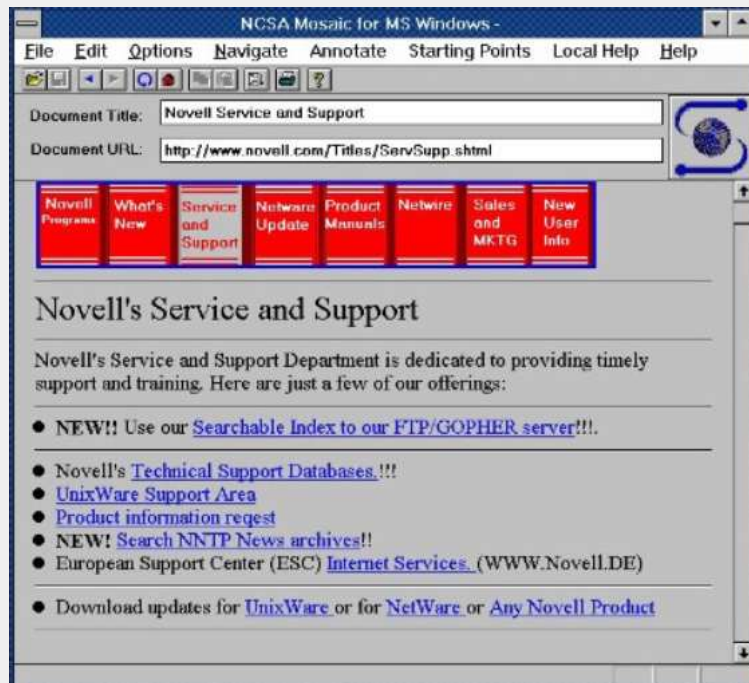 NCSA Mosaic for MS Windows -
File Edit Options Navigate Annotate Starting Points Local Help Help
Document Title: Novell Service and Support
Document URL: http://www.novell.com/Titles/ServSupp.shtml
Novell Programs
What's New
Service and Support
Netware Update
Product Manuals
Netwire
Sales and MKTG
New User Info
Novell's Service and Support
Novell's Service and Support Department is dedicated to providing timely
support and training. Here are just a few of our offerings:
● NEW!! Use our Searchable Index to our FTP/GOPHER server!!!.
● Novell's Technical Support Databases.!!!
● UnixWare Support Area
● Product information reqest
● NEW! Search NNTP News archives!!
● European Support Center (ESC) Internet Services. (WWW.Novell.DE)
● Download updates for UnixWare or for NetWare or Any Novell Product